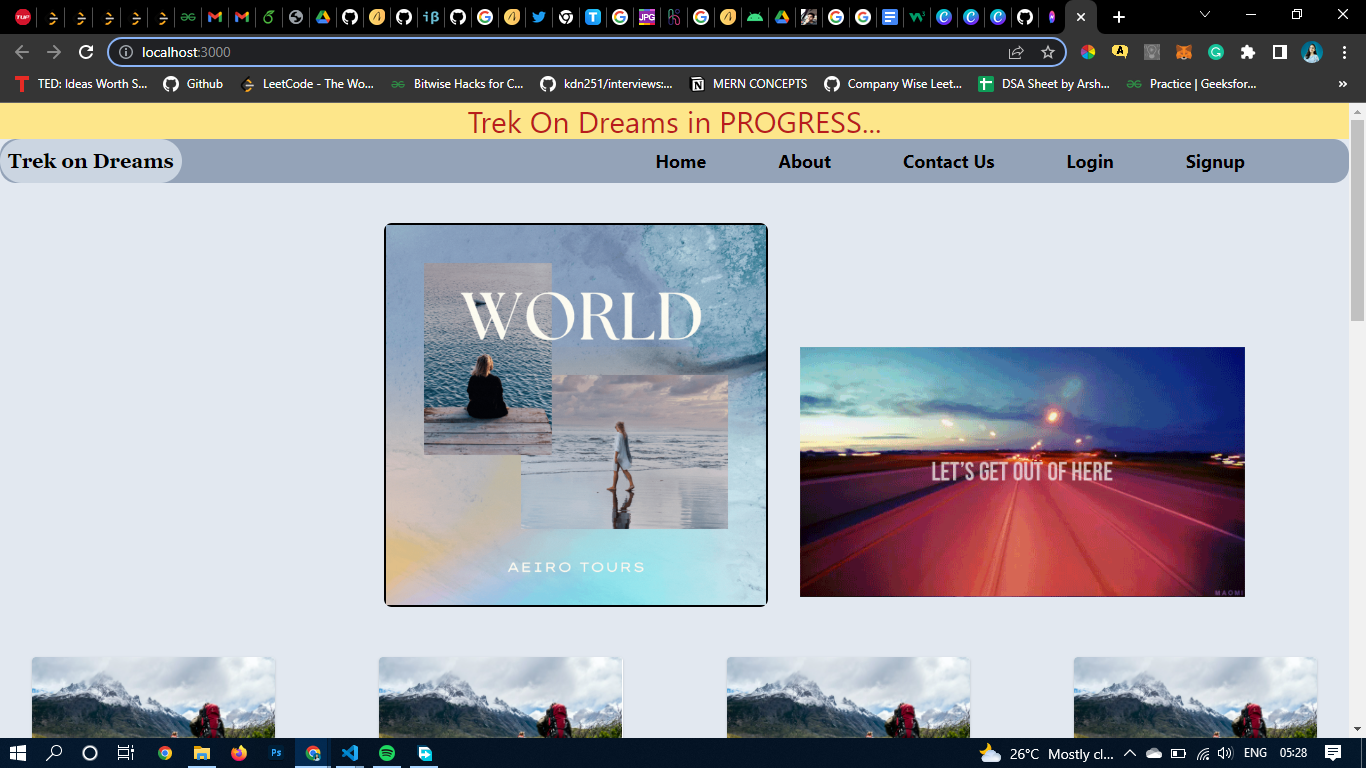 localhost:3000
TED: Ideas Worth S...
Github
LeetCode - The Wo...
Bitwise Hacks for C...
kdn251/interviews:...
MERN CONCEPTS
Company Wise Leet...
DSA Sheet by Arsh...
Practice | Geeksfor...
»
Trek On Dreams in PROGRESS...
Trek on Dreams
Home
About
Contact Us
Login
Signup
WORLD
AEIRO TOURS
LET'S GET OUT OF HERE
MAOMI
26°C Mostly cl...
ENG
05:28